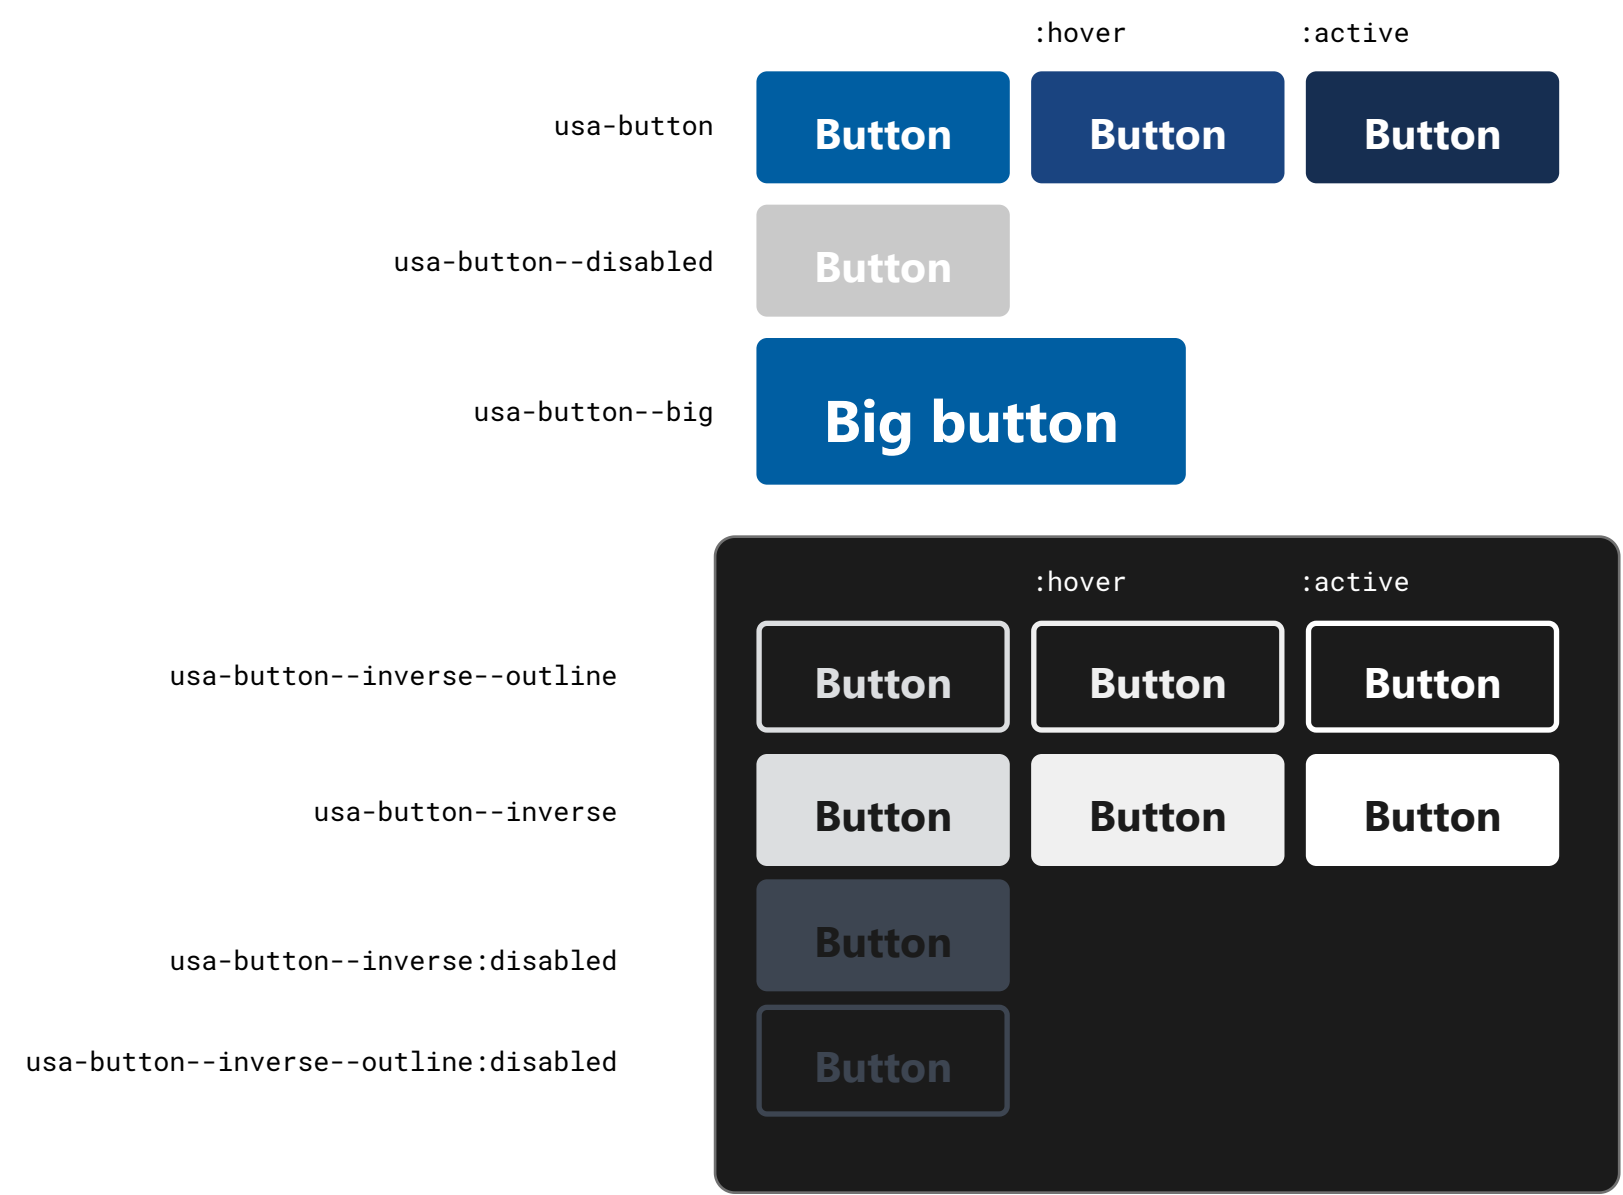 :hover :active
usa-button Button Button Button
usa-button--disabled Button
usa-button--big Big button
:hover :active
usa-button--inverse--outline Button Button Button
usa-button--inverse Button Button Button
usa-button--inverse:disabled Button
usa-button--inverse--outline:disabled Button